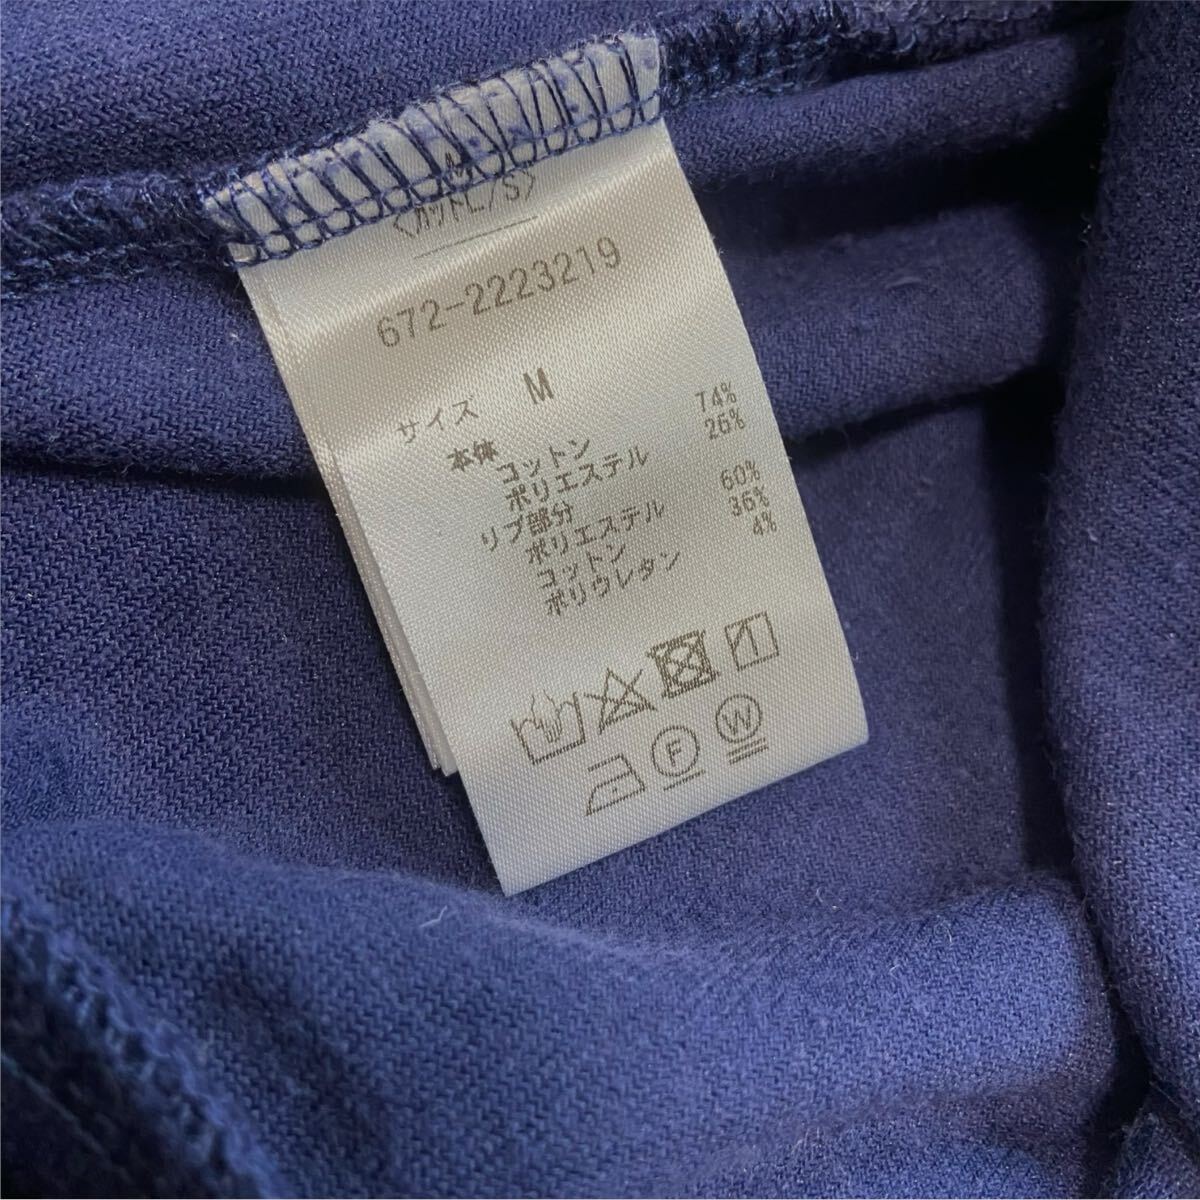 〈カットL/S〉
672-2223219
サイズ M
本体
コットン 74%
ポリエステル 26%
リブ部分
ポリエステル 60%
コットン 36%
ポリウレタン 4%
F W